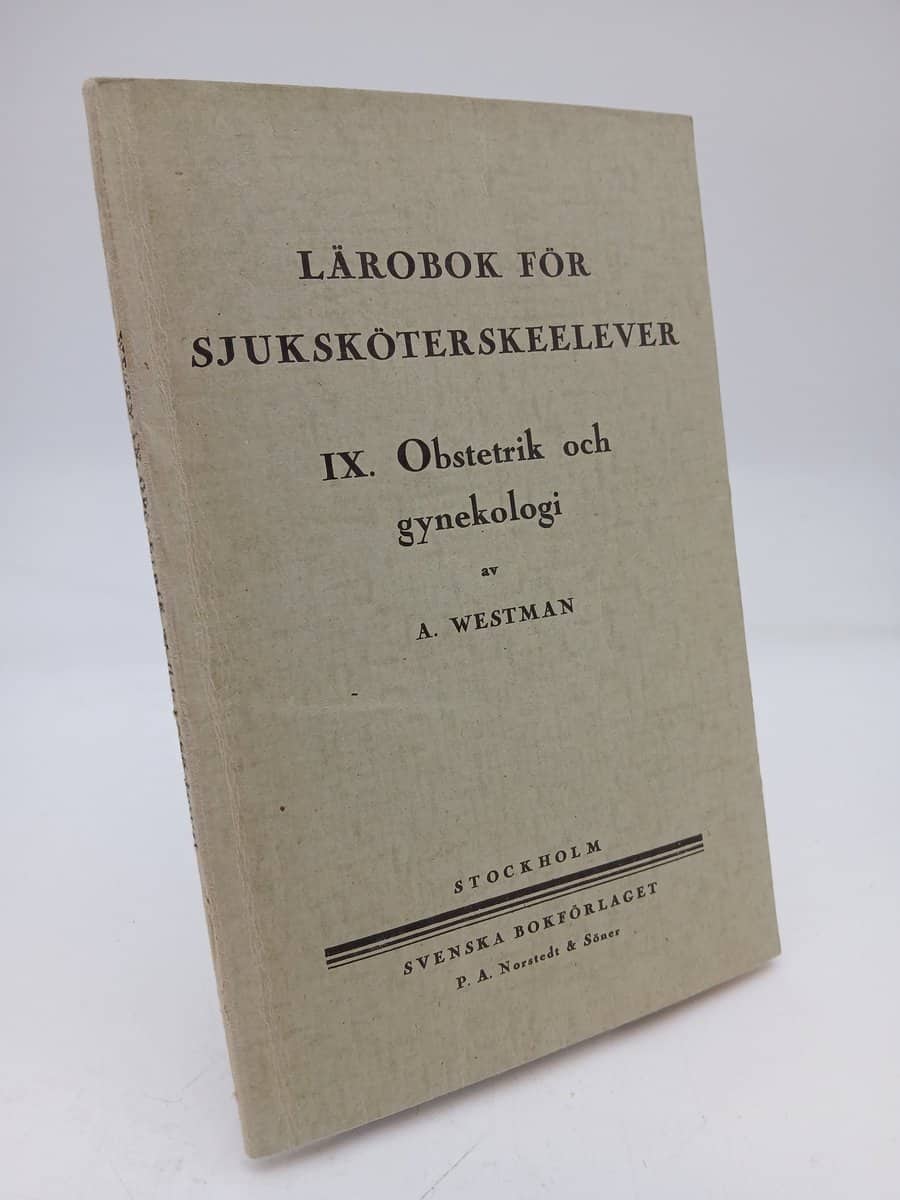 LÄROBOK FÖR
SJUKSKÖTERSKEELEVER
IX. Obstetrik och
gynekologi
av
A. WESTMAN
STOCKHOLM
SVENSKA BOKFÖRLAGET
P. A. Norstedt & Söner